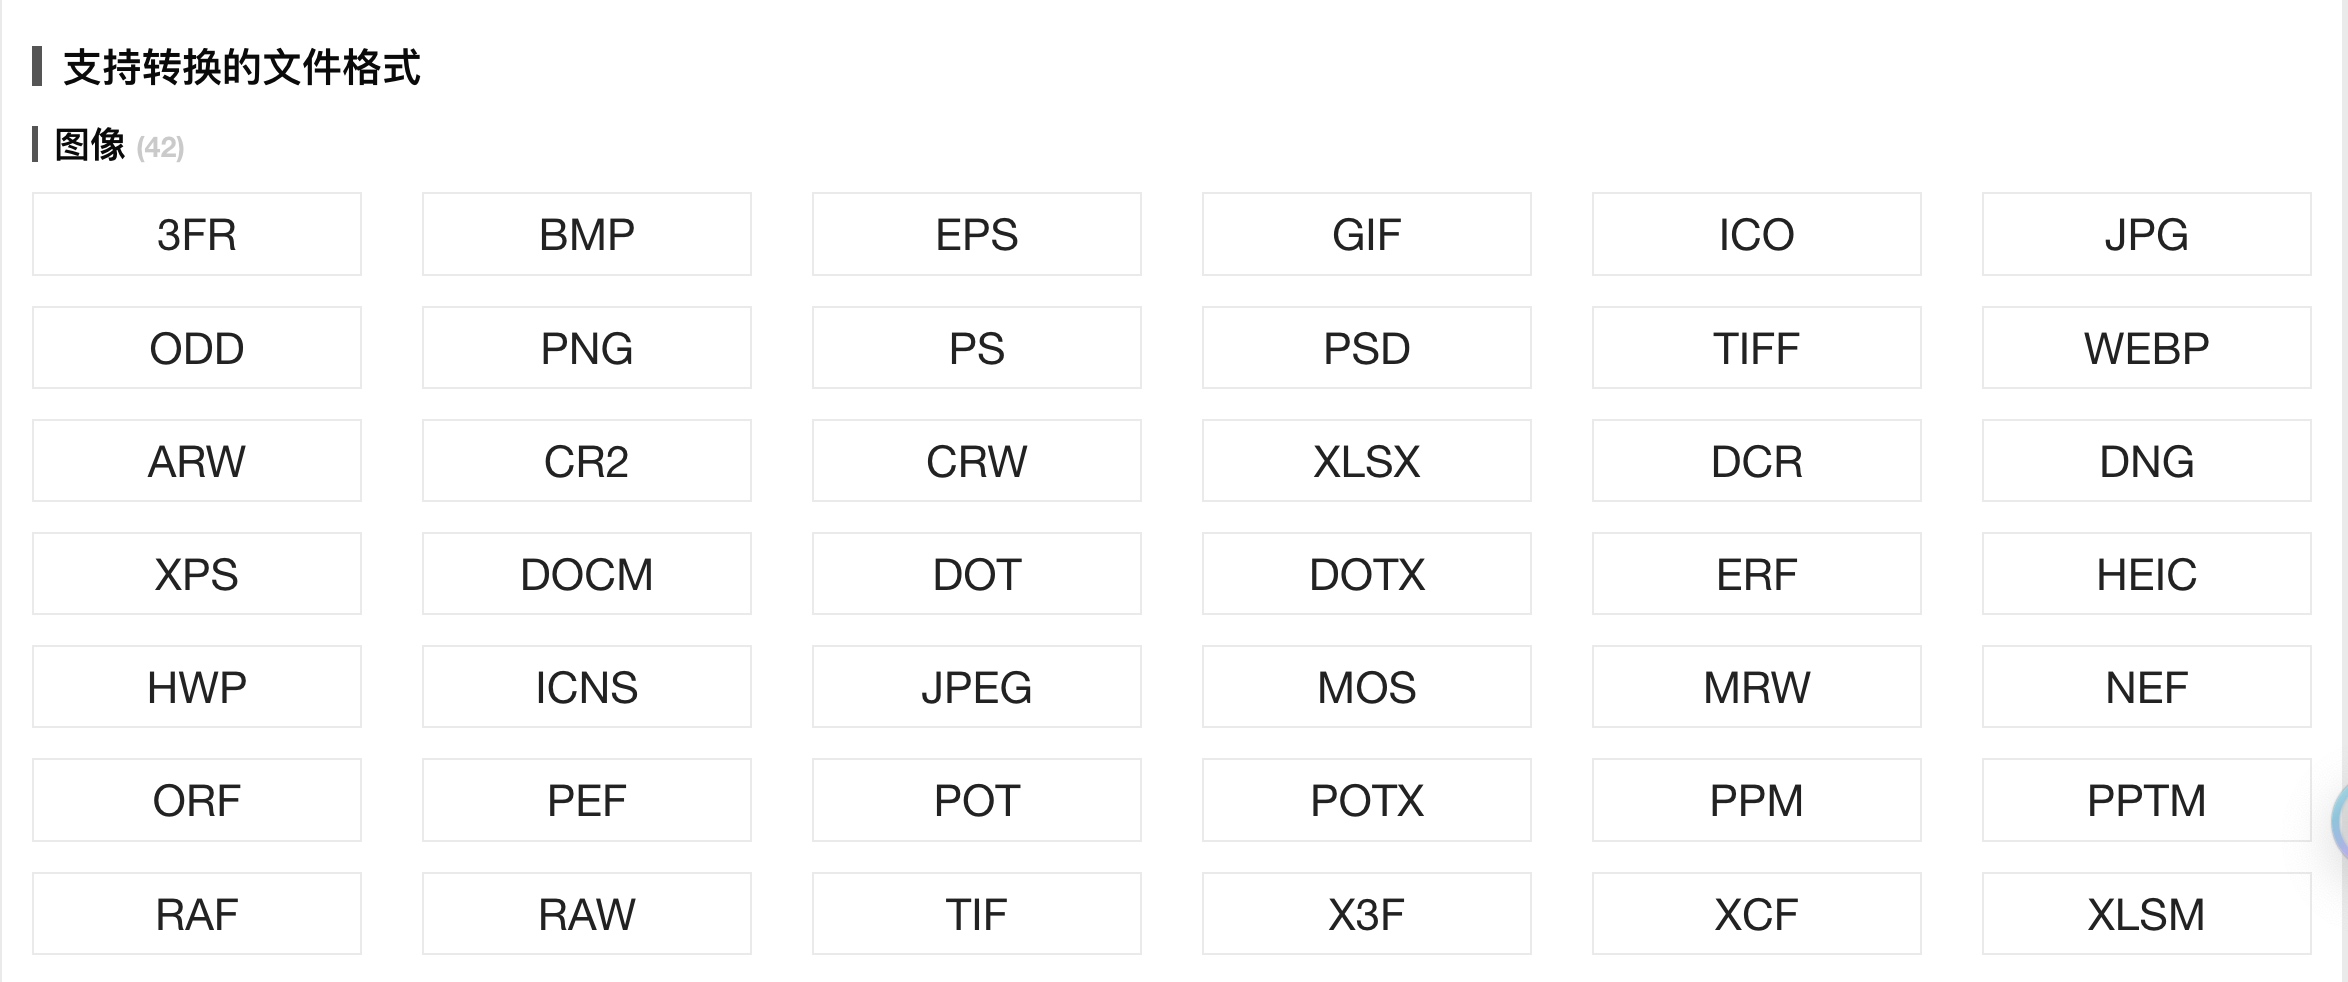 支持转换的文件格式
图像 (42)
3FR BMP EPS GIF ICO JPG
ODD PNG PS PSD TIFF WEBP
ARW CR2 CRW XLSX DCR DNG
XPS DOCM DOT DOTX ERF HEIC
HWP ICNS JPEG MOS MRW NEF
ORF PEF POT POTX PPM PPTM
RAF RAW TIF X3F XCF XLSM